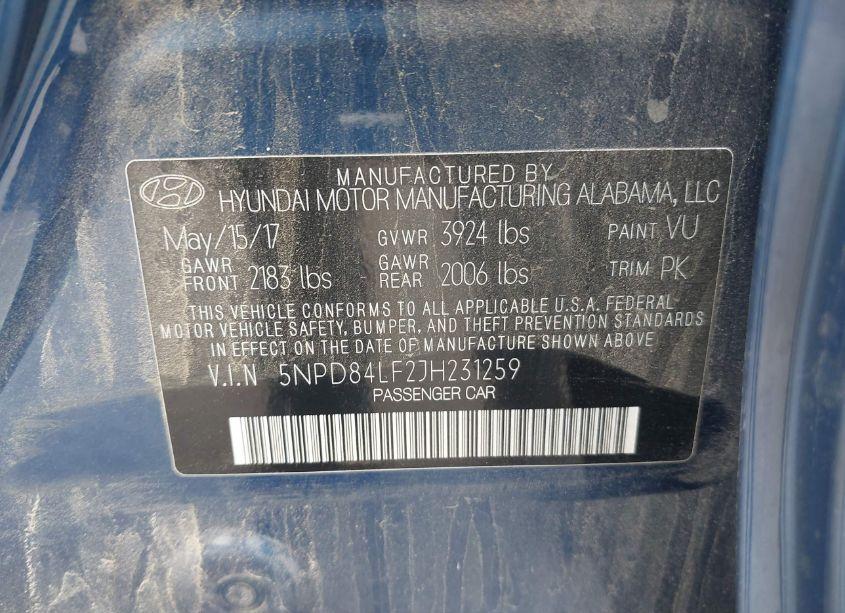 MANUFACTURED BY
HYUNDAI MOTOR MANUFACTURING ALABAMA, LLC
May/15/17 GVWR 3924 lbs PAINT VU
GAWR FRONT 2183 lbs GAWR REAR 2006 lbs TRIM PK
THIS VEHICLE CONFORMS TO ALL APPLICABLE U.S.A. FEDERAL
MOTOR VEHICLE SAFETY, BUMPER, AND THEFT PREVENTION STANDARDS
IN EFFECT ON THE DATE OF MANUFACTURE SHOWN ABOVE
V.I.N 5NPD84LF2JH231259
PASSENGER CAR